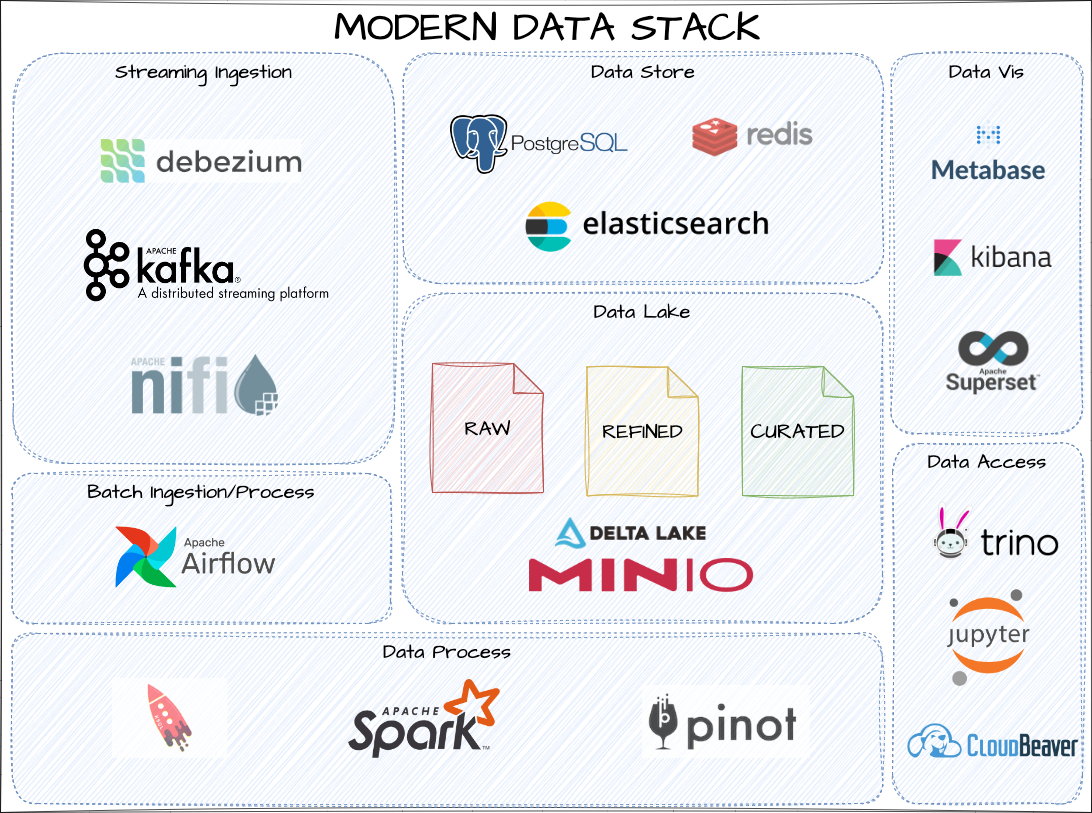 MODERN DATA STACK
Streaming Ingestion
debezium
APACHE
kafka®
A distributed streaming platform
APACHE
nifi
Batch Ingestion/Process
Apache
Airflow
Data Store
PostgreSQL
redis
elasticsearch
Data Lake
RAW
REFINED
CURATED
DELTA LAKE
MINIO
Data Process
APACHE
Spark™
pinot
Data Vis
Metabase
kibana
Apache
Superset™
Data Access
trino
jupyter
CloudBeaver